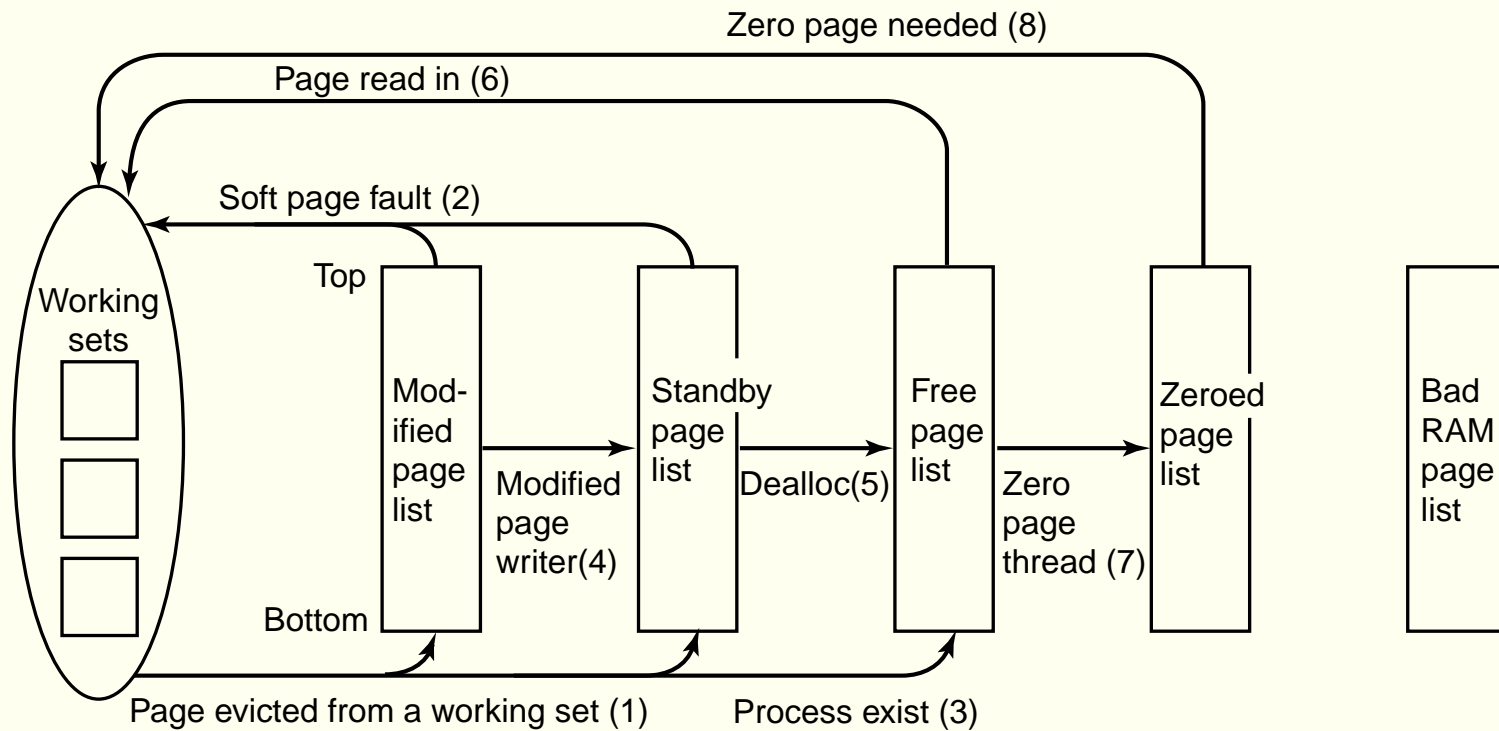 Zero page needed (8)
Page read in (6)
Soft page fault (2)
Top
Working
sets
Mod-
ified
page
list
Standby
page
list
Free
page
list
Zeroed
page
list
Bad
RAM
page
list
Modified
page
writer(4)
Dealloc(5)
Zero
page
thread (7)
Bottom
Page evicted from a working set (1)
Process exist (3)